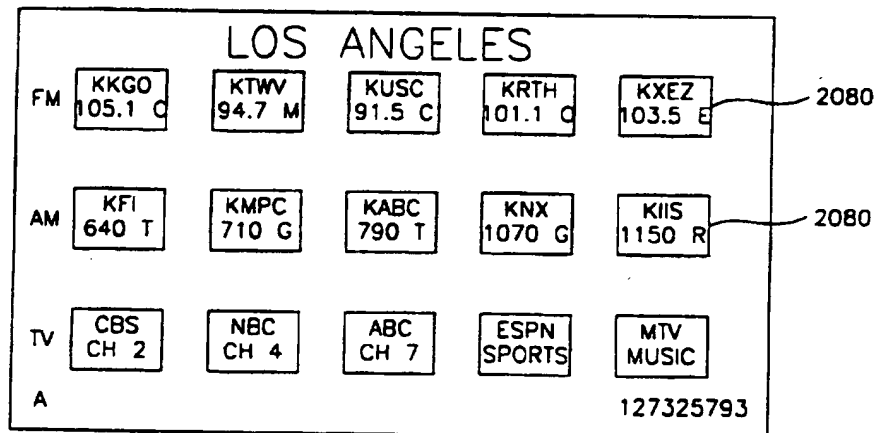 LOS ANGELES
FM KKGO KTWV KUSC KRTH KXEZ
105.1 C 94.7 M 91.5 C 101.1 O 103.5 E 2080
AM KFI KMPC KABC KNX KIIS
640 T 710 G 790 T 1070 G 1150 R 2080
TV CBS NBC ABC ESPN MTV
CH 2 CH 4 CH 7 SPORTS MUSIC
A 127325793